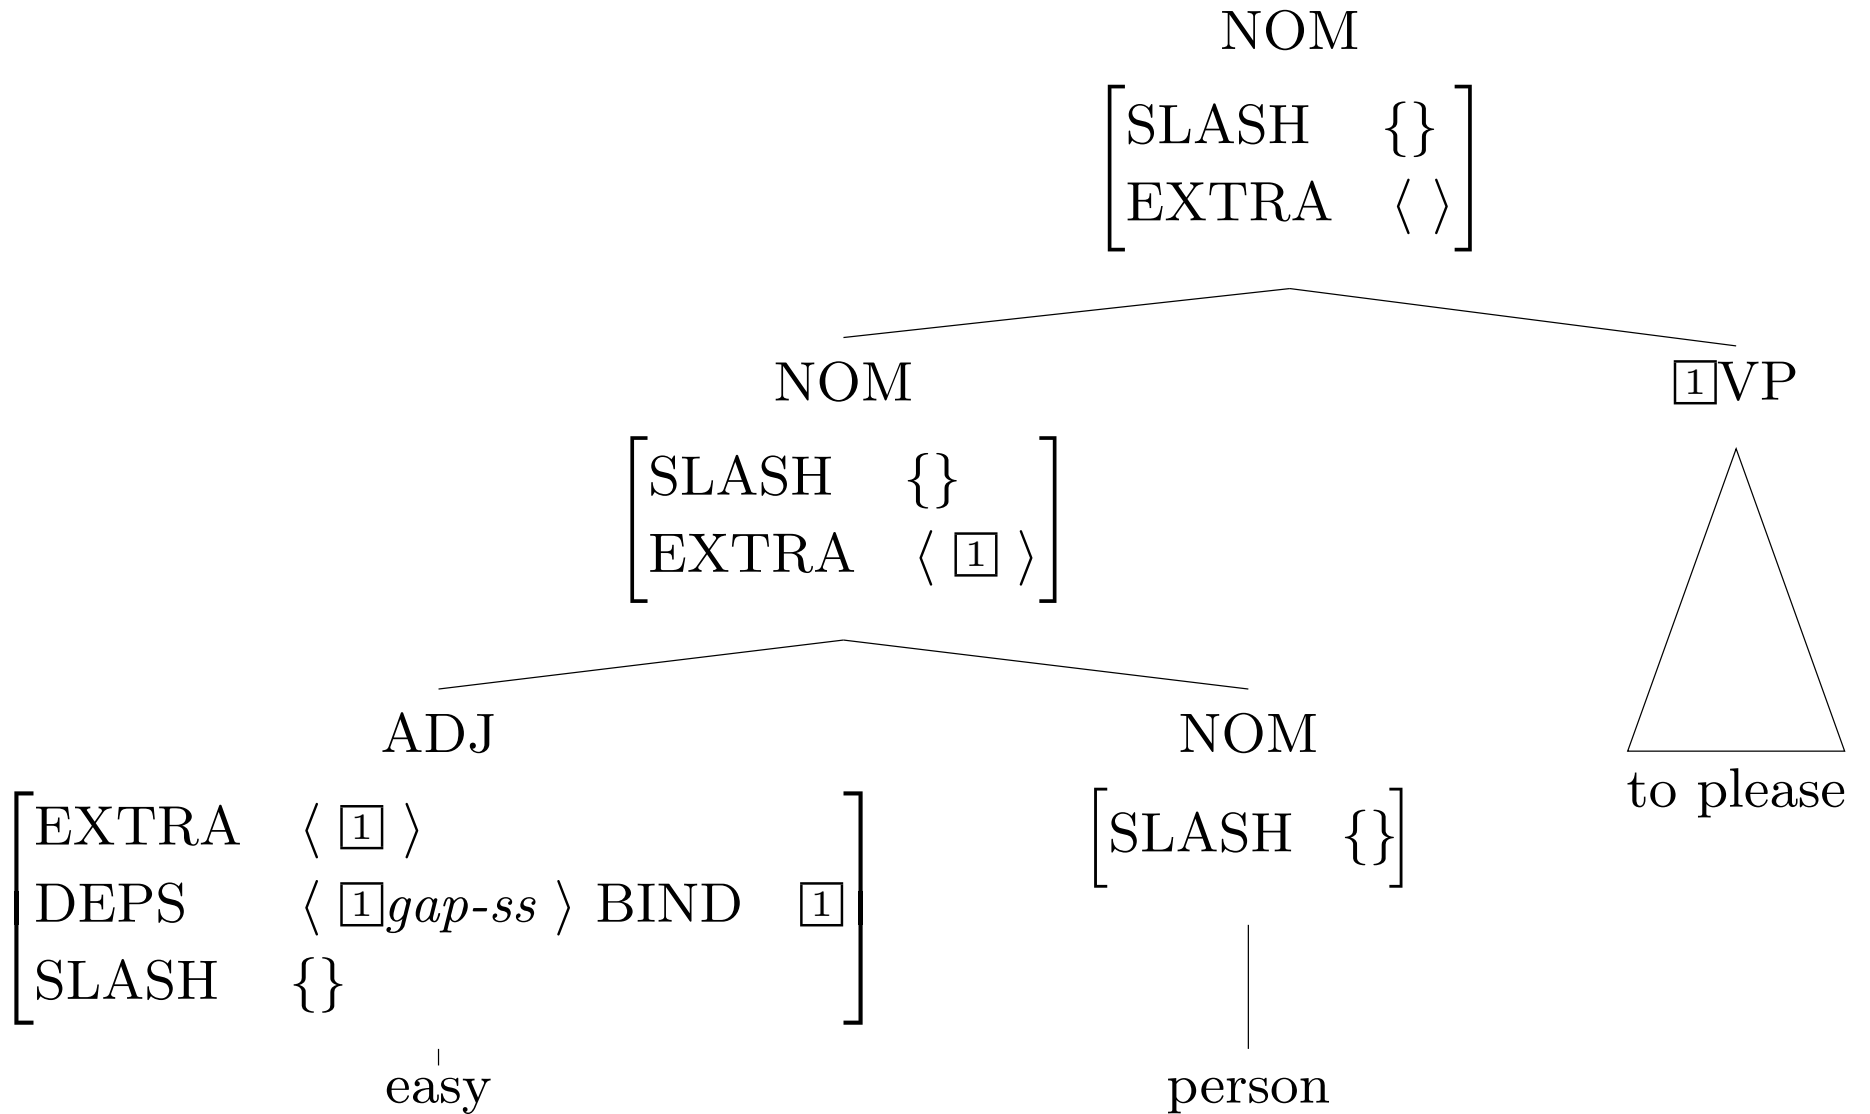 NOM
SLASH {}
EXTRA ⟨ ⟩
NOM 1VP
SLASH {}
EXTRA ⟨ 1 ⟩
ADJ NOM
to please
EXTRA ⟨ 1 ⟩ SLASH {}
DEPS ⟨ 1gap-ss ⟩ BIND 1
SLASH {}
easy person